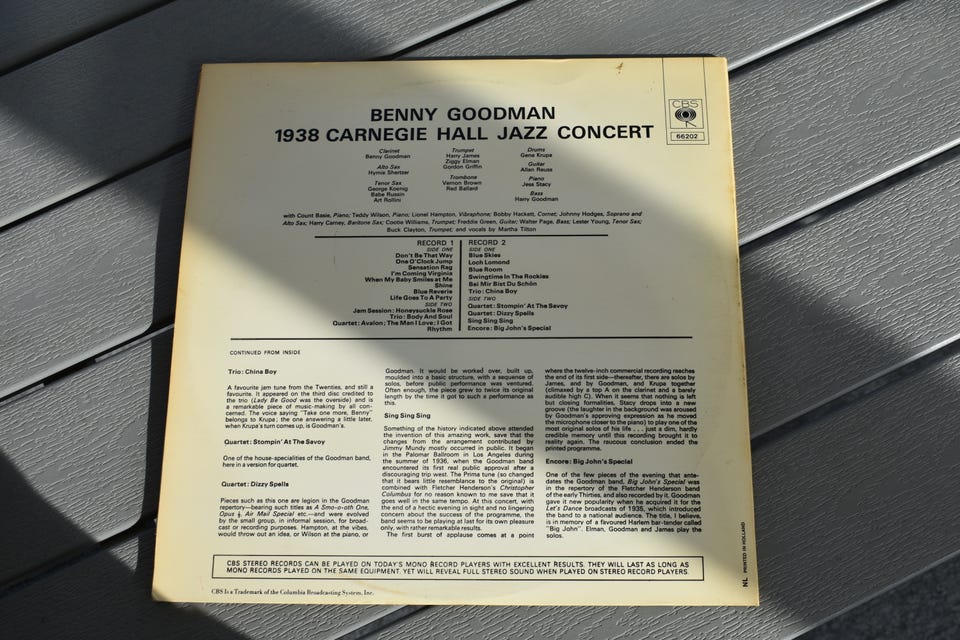 CBS
66202
BENNY GOODMAN
1938 CARNEGIE HALL JAZZ CONCERT
Clarinet
Benny Goodman
Alto Sax
Hymie Shertzer
Tenor Sax
George Koenig
Babe Russin
Art Rollini
Trumpet
Harry James
Ziggy Elman
Gordon Griffin
Trombone
Vernon Brown
Red Ballard
Drums
Gene Krupa
Guitar
Allan Reuss
Piano
Jess Stacy
Bass
Harry Goodman
with Count Basie, Piano; Teddy Wilson, Piano; Lionel Hampton, Vibraphone; Bobby Hackett, Cornet; Johnny Hodges, Soprano and
Alto Sax; Harry Carney, Baritone Sax; Cootie Williams, Trumpet; Freddie Green, Guitar; Walter Page, Bass; Lester Young, Tenor Sax;
Buck Clayton, Trumpet; and vocals by Martha Tilton
RECORD 1
SIDE ONE
Don't Be That Way
One O'Clock Jump
Sensation Rag
I'm Coming Virginia
When My Baby Smiles at Me
Shine
Blue Reverie
Life Goes To A Party
SIDE TWO
Jam Session: Honeysuckle Rose
Trio: Body And Soul
Quartet: Avalon; The Man I Love; I Got
Rhythm
RECORD 2
SIDE ONE
Blue Skies
Loch Lomond
Blue Room
Swingtime In The Rockies
Bei Mir Bist Du Schön
Trio: China Boy
SIDE TWO
Quartet: Stompin' At The Savoy
Quartet: Dizzy Spells
Sing Sing Sing
Encore: Big John's Special
CONTINUED FROM INSIDE
Trio: China Boy
A favourite jam tune from the Twenties, and still a
favourite. It appeared on the third disc credited to
the trio (Lady Be Good was the overside) and is
a remarkable piece of music-making by all con-
cerned. The voice saying "Take one more, Benny"
belongs to Krupa; the one answering a little later,
when Krupa's turn comes up, is Goodman's.
Quartet: Stompin' At The Savoy
One of the house-specialities of the Goodman band,
here in a version for quartet.
Quartet: Dizzy Spells
Pieces such as this one are legion in the Goodman
repertory—bearing such titles as A Smo-o-oth One,
Opus ½, Air Mail Special etc.—and were evolved
by the small group, in informal session, for broad-
cast or recording purposes. Hampton, at the vibes,
would throw out an idea, or Wilson at the piano, or
Goodman. It would be worked over, built up,
moulded into a basic structure, with a sequence of
solos, before public performance was ventured.
Often enough, the piece grew to twice its original
length by the time it got to such a performance as
this.
Sing Sing Sing
Something of the history indicated above attended
the invention of this amazing work, save that the
changes from the arrangement contributed by
Jimmy Mundy mostly occurred in public. It began
in the Palomar Ballroom in Los Angeles during
the summer of 1936, when the Goodman band
encountered its first real public approval after a
discouraging trip west. The Prima tune (so changed
that it bears little resemblance to the original) is
combined with Fletcher Henderson's Christopher
Columbus for no reason known to me save that it
goes well in the same tempo. At this concert, with
the end of a hectic evening in sight and no lingering
concern about the success of the programme, the
band seems to be playing at last for its own pleasure
only, with rather remarkable results.
The first burst of applause comes at a point
where the twelve-inch commercial recording reaches
the end of its first side—thereafter, there are solos by
James, and by Goodman, and Krupa together
(climaxed by a top A on the clarinet and a barely
audible high C). When it seems that nothing is left
but closing formalities, Stacy drops into a new
groove (the laughter in the background was aroused
by Goodman's approving expression as he moved
the microphone closer to the piano) to play one of the
most original solos of his life . . . just a dim, hardly
credible memory until this recording brought it to
reality again. The raucous conclusion ended the
printed programme.
Encore: Big John's Special
One of the few pieces of the evening that ante-
dates the Goodman band, Big John's Special was
in the repertory of the Fletcher Henderson band
of the early Thirties, and also recorded by it. Goodman
gave it new popularity when he acquired it for the
Let's Dance broadcasts of 1935, which introduced
the band to a national audience. The title, I believe,
is in memory of a favoured Harlem bar-tender called
"Big John". Elman, Goodman and James play the
solos.
CBS STEREO RECORDS CAN BE PLAYED ON TODAY'S MONO RECORD PLAYERS WITH EXCELLENT RESULTS. THEY WILL LAST AS LONG AS
MONO RECORDS PLAYED ON THE SAME EQUIPMENT. YET WILL REVEAL FULL STEREO SOUND WHEN PLAYED ON STEREO RECORD PLAYERS.
CBS Is a Trademark of the Columbia Broadcasting System, Inc.
NL PRINTED IN HOLLAND